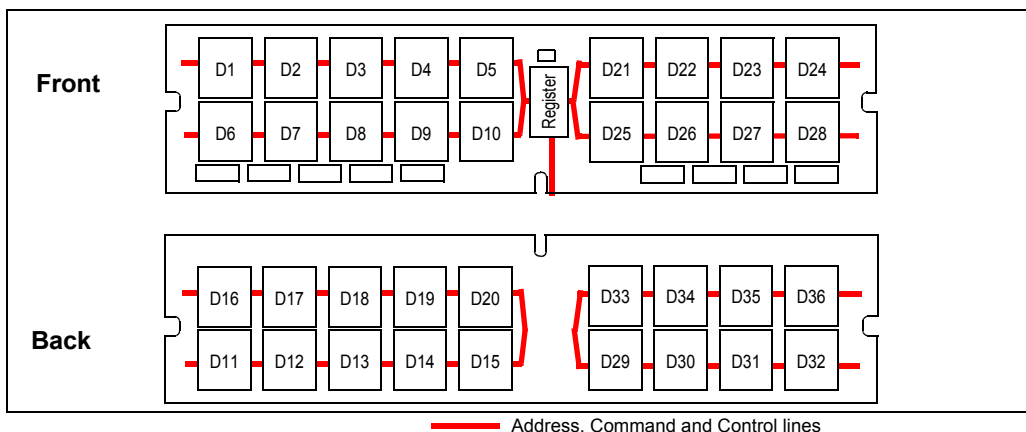 Front
D1 D2 D3 D4 D5 Register D21 D22 D23 D24
D6 D7 D8 D9 D10 D25 D26 D27 D28
Back
D16 D17 D18 D19 D20 D33 D34 D35 D36
D11 D12 D13 D14 D15 D29 D30 D31 D32
Address, Command and Control lines